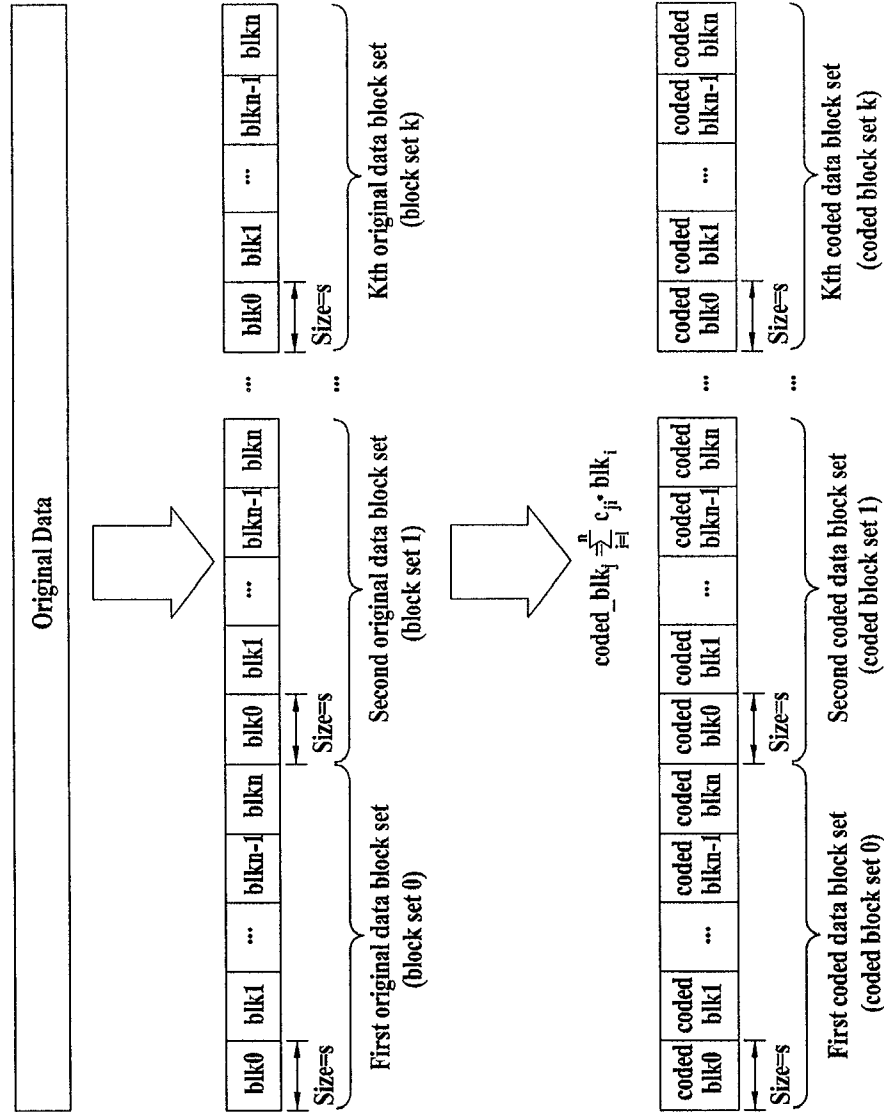 Original Data
blk0 blk1 ... blkn-1 blkn blk0 blk1 ... blkn-1 blkn ... blk0 blk1 ... blkn-1 blkn
Size=s Size=s ... Size=s
First original data block set
(block set 0)
Second original data block set
(block set 1)
Kth original data block set
(block set k)
coded_blk_j = ∑_{i=1}^{n} c_{ji}• blk_i
coded blk0 coded blk1 ... coded blkn-1 coded blkn coded blk0 coded blk1 ... coded blkn-1 coded blkn ... coded blk0 coded blk1 ... coded blkn-1 coded blkn
Size=s Size=s ... Size=s
First coded data block set
(coded block set 0)
Second coded data block set
(coded block set 1)
Kth coded data block set
(coded block set k)